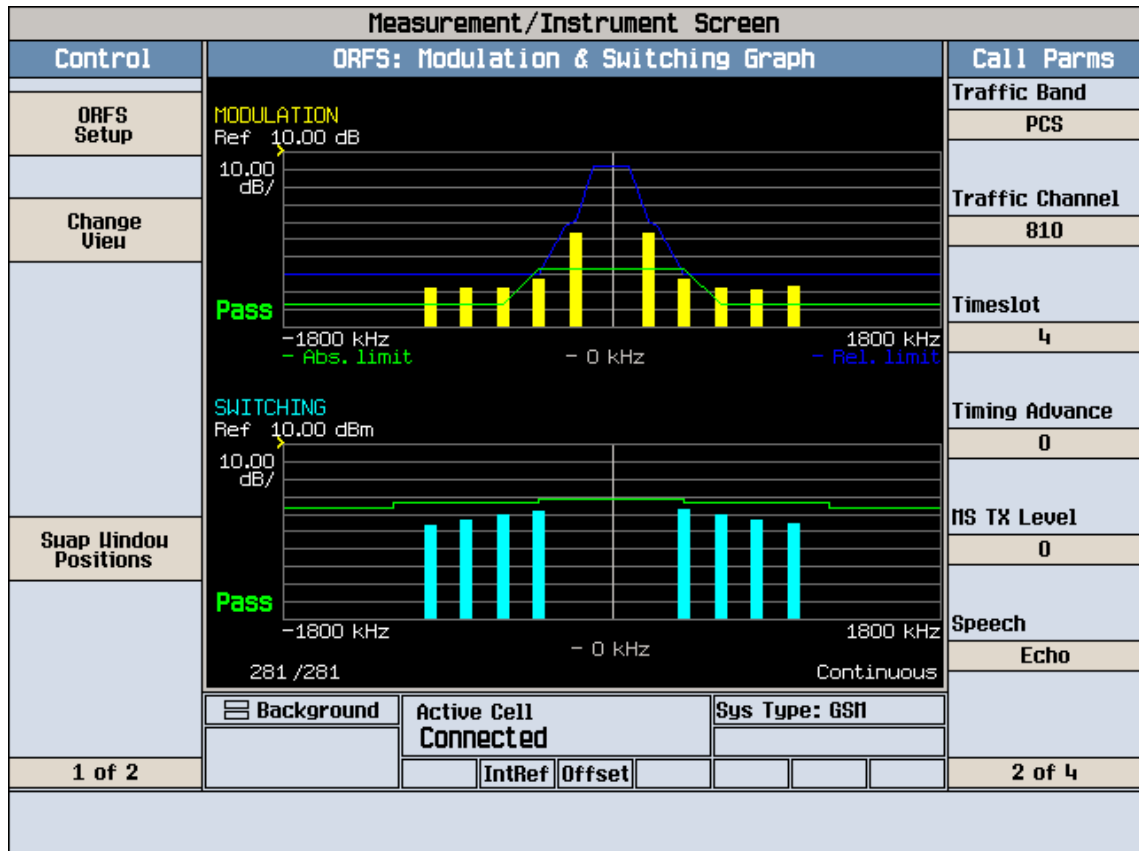 Measurement/Instrument Screen
Control
ORFS: Modulation & Switching Graph
Call Parms
ORFS
Setup
Change
View
Swap Window
Positions
1 of 2
MODULATION
Ref 10.00 dB
10.00
dB/
Pass
-1800 kHz
1800 kHz
- Abs. limit
- 0 kHz
- Rel. limit
SWITCHING
Ref 10.00 dBm
10.00
dB/
Pass
-1800 kHz
1800 kHz
- 0 kHz
281/281
Continuous
Background
Active Cell
Connected
Sys Type: GSM
IntRef
Offset
Traffic Band
PCS
Traffic Channel
810
Timeslot
4
Timing Advance
0
MS TX Level
0
Speech
Echo
2 of 4